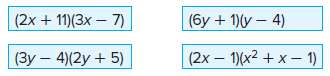 (2x + 11)(3x − 7)
(6y + 1)(y − 4)
(3y − 4)(2y + 5)
(2x − 1)(x² + x − 1)